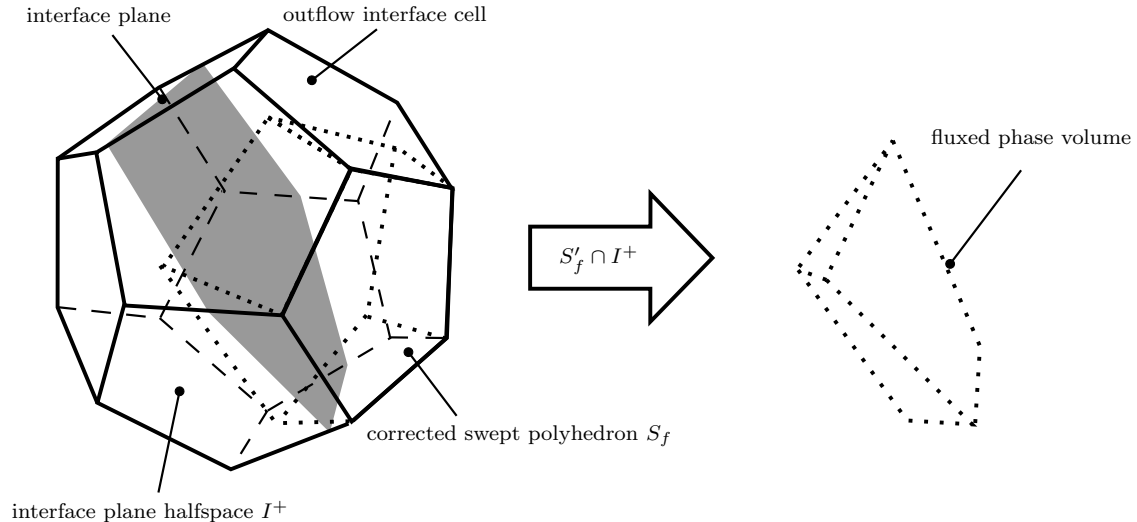 interface plane
outflow interface cell
fluxed phase volume
S′_f ∩ I⁺
corrected swept polyhedron S_f
interface plane halfspace I⁺